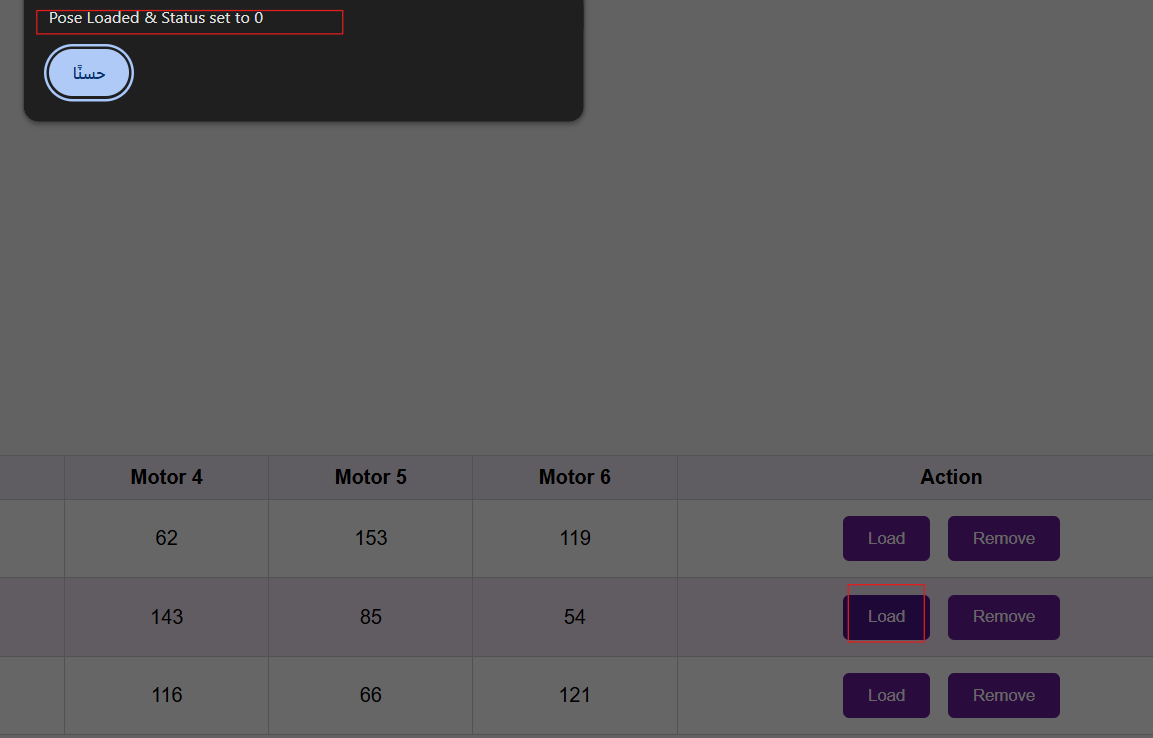 Pose Loaded & Status set to 0
حسنًا
Motor 4 Motor 5 Motor 6 Action
62 153 119 Load Remove
143 85 54 Load Remove
116 66 121 Load Remove